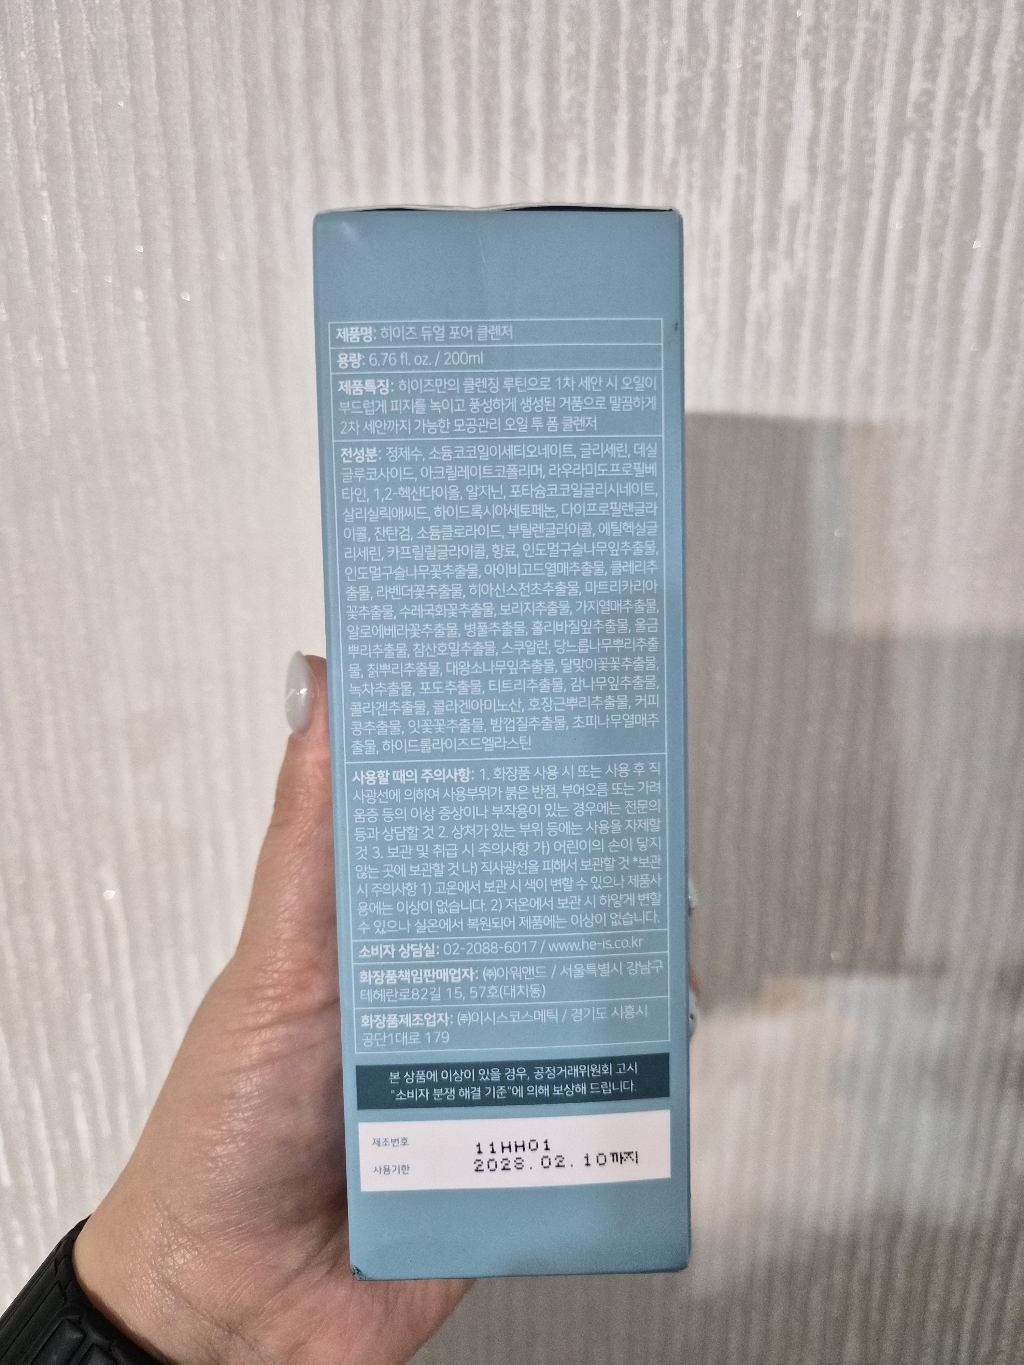 제품명: 히이즈 듀얼 포어 클렌저
용량: 6.76 fl. oz. / 200ml
제품특징: 히이즈만의 클렌징 루틴으로 1차 세안 시 오일이
부드럽게 피지를 녹이고 풍성하게 생성된 거품으로 말끔하게
2차 세안까지 가능한 모공관리 오일 투 폼 클렌저
전성분: 정제수, 소듐코코일이세티오네이트, 글리세린, 데실
글루코사이드, 아크릴레이트코폴리머, 라우라미도프로필베
타인, 1,2-헥산다이올, 알지닌, 포타슘코코일글리시네이트,
살리실릭애씨드, 하이드록시아세토페논, 다이프로필렌글라
이콜, 잔탄검, 소듐클로라이드, 부틸렌글라이콜, 에틸헥실글
리세린, 카프릴릴글라이콜, 향료, 인도멀구슬나무잎추출물,
인도멀구슬나무꽃추출물, 아이비고드열매추출물, 클레리추
출물, 라벤더꽃추출물, 히아신스전초추출물, 마트리카리아
꽃추출물, 수레국화꽃추출물, 보리지추출물, 가지열매추출물,
알로에베라꽃추출물, 병풀추출물, 홀리바질잎추출물, 울금
뿌리추출물, 참산호말추출물, 스쿠알란, 당느릅나무뿌리추출
물, 칡뿌리추출물, 대왕소나무잎추출물, 달맞이꽃꽃추출물,
녹차추출물, 포도추출물, 티트리추출물, 감나무잎추출물,
콜라겐추출물, 콜라겐아미노산, 호장근뿌리추출물, 커피
콩추출물, 잇꽃꽃추출물, 밤껍질추출물, 초피나무열매추
출물, 하이드롤라이즈드엘라스틴
사용할 때의 주의사항: 1. 화장품 사용 시 또는 사용 후 직
사광선에 의하여 사용부위가 붉은 반점, 부어오름 또는 가려
움증 등의 이상 증상이나 부작용이 있는 경우에는 전문의
등과 상담할 것 2. 상처가 있는 부위 등에는 사용을 자제할
것 3. 보관 및 취급 시 주의사항 가) 어린이의 손이 닿지
않는 곳에 보관할 것 나) 직사광선을 피해서 보관할 것 *보관
시 주의사항 1) 고온에서 보관 시 색이 변할 수 있으나 제품사
용에는 이상이 없습니다. 2) 저온에서 보관 시 하얗게 변할
수 있으나 실온에서 복원되어 제품에는 이상이 없습니다.
소비자 상담실: 02-2088-6017 / www.he-is.co.kr
화장품책임판매업자: ㈜아워앤드 / 서울특별시 강남구
테헤란로82길 15, 57호(대치동)
화장품제조업자: ㈜이시스코스메틱 / 경기도 시흥시
공단1대로 179
본 상품에 이상이 있을 경우, 공정거래위원회 고시
"소비자 분쟁 해결 기준"에 의해 보상해 드립니다.
제조번호 11HH01
사용기한 2028.02.10까지